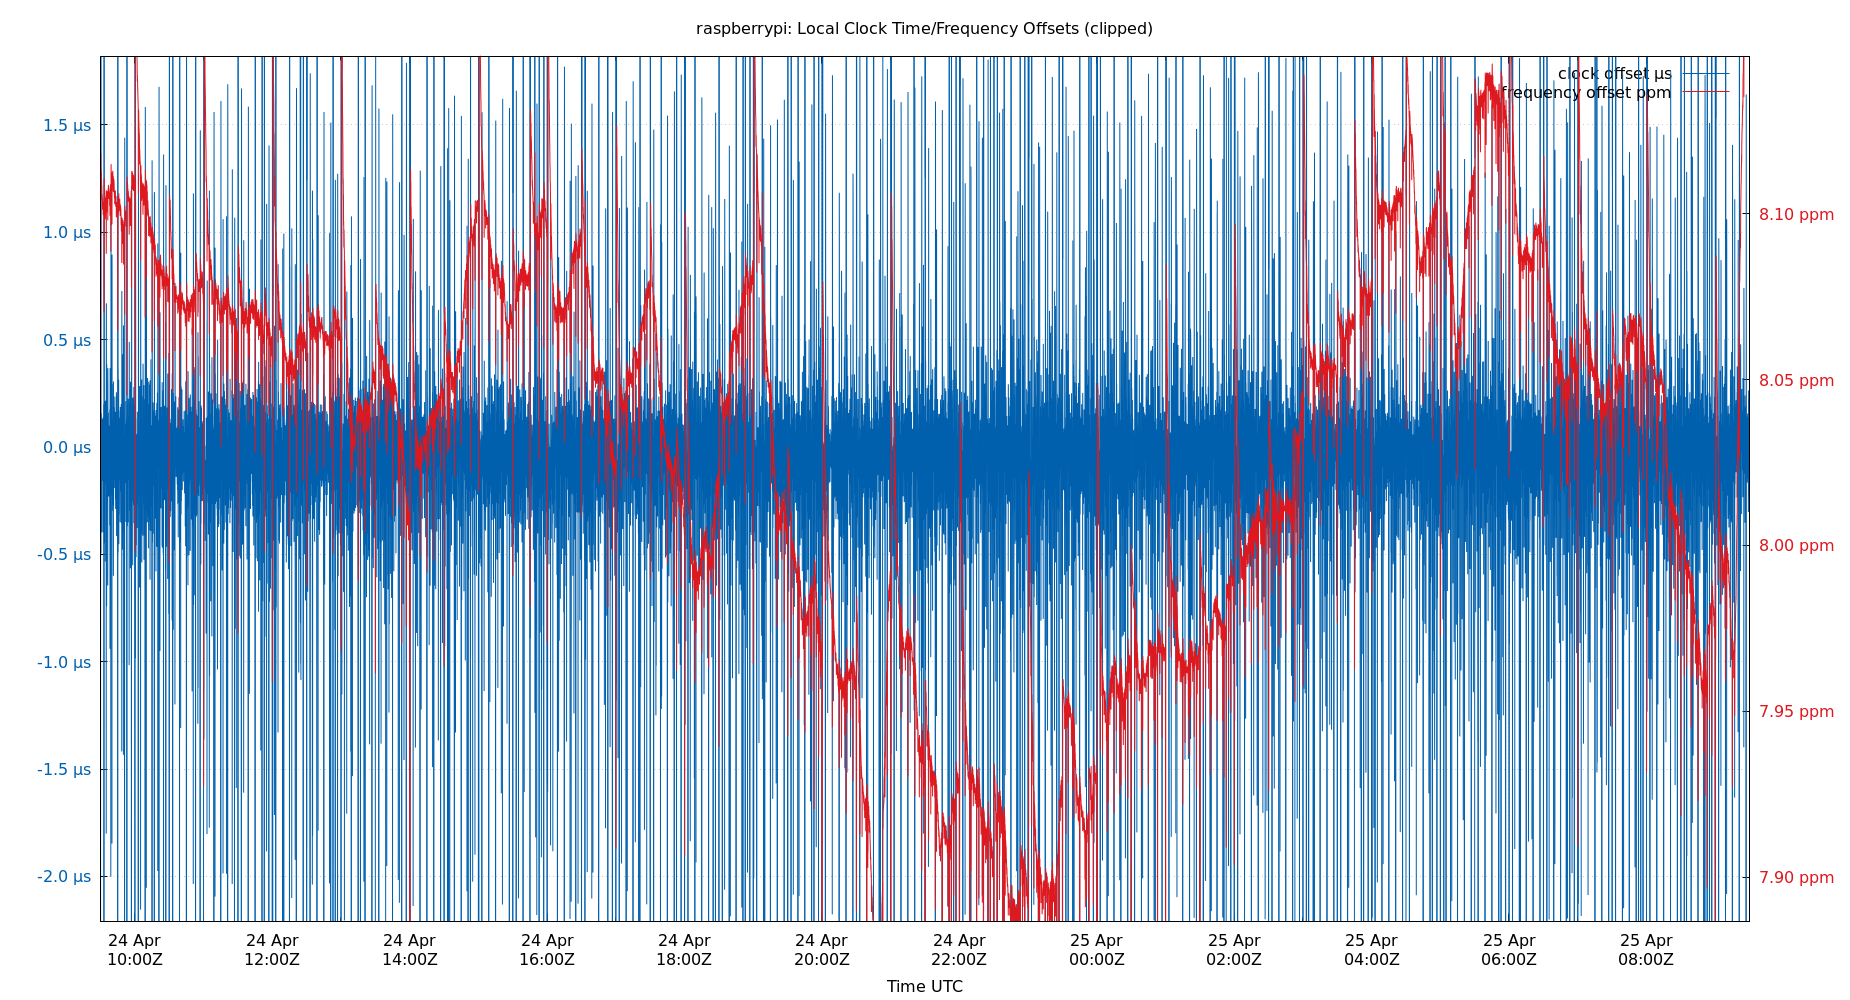 raspberrypi: Local Clock Time/Frequency Offsets (clipped)
clock offset µs
frequency offset ppm
1.5 µs
1.0 µs
0.5 µs
0.0 µs
-0.5 µs
-1.0 µs
-1.5 µs
-2.0 µs
8.10 ppm
8.05 ppm
8.00 ppm
7.95 ppm
7.90 ppm
24 Apr 24 Apr 24 Apr 24 Apr 24 Apr 24 Apr 24 Apr 25 Apr 25 Apr 25 Apr 25 Apr 25 Apr
10:00Z 12:00Z 14:00Z 16:00Z 18:00Z 20:00Z 22:00Z 00:00Z 02:00Z 04:00Z 06:00Z 08:00Z
Time UTC